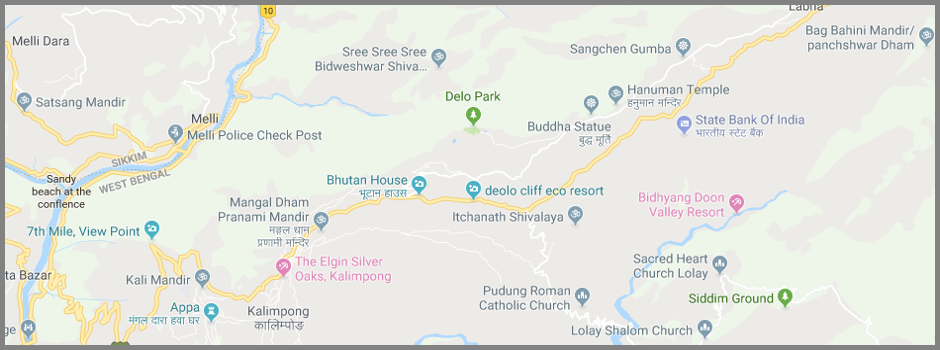 10
Labha
Melli Dara
Bag Bahini Mandir/
panchshwar Dham
Sree Sree Sree
Bidweshwar Shiva...
Sangchen Gumba
Satsang Mandir
Delo Park
Hanuman Temple
हनुमान मन्दिर
Melli
Melli Police Check Post
Buddha Statue
बुद्ध मूर्ति
State Bank Of India
भारतीय स्टेट बैंक
SIKKIM
WEST BENGAL
Sandy
beach at the
conflence
Bhutan House
भूटान हाउस
deolo cliff eco resort
Mangal Dham
Pranami Mandir
मङ्गल धाम
प्रणामी मन्दिर
Itchanath Shivalaya
Bidhyang Doon
Valley Resort
7th Mile, View Point
The Elgin Silver
Oaks, Kalimpong
Sacred Heart
Church Lolay
ta Bazar
Kali Mandir
Pudung Roman
Catholic Church
Siddim Ground
Appa
मंगल दारा हवा घर
Kalimpong
कालिम्पोङ
ge
Lolay Shalom Church